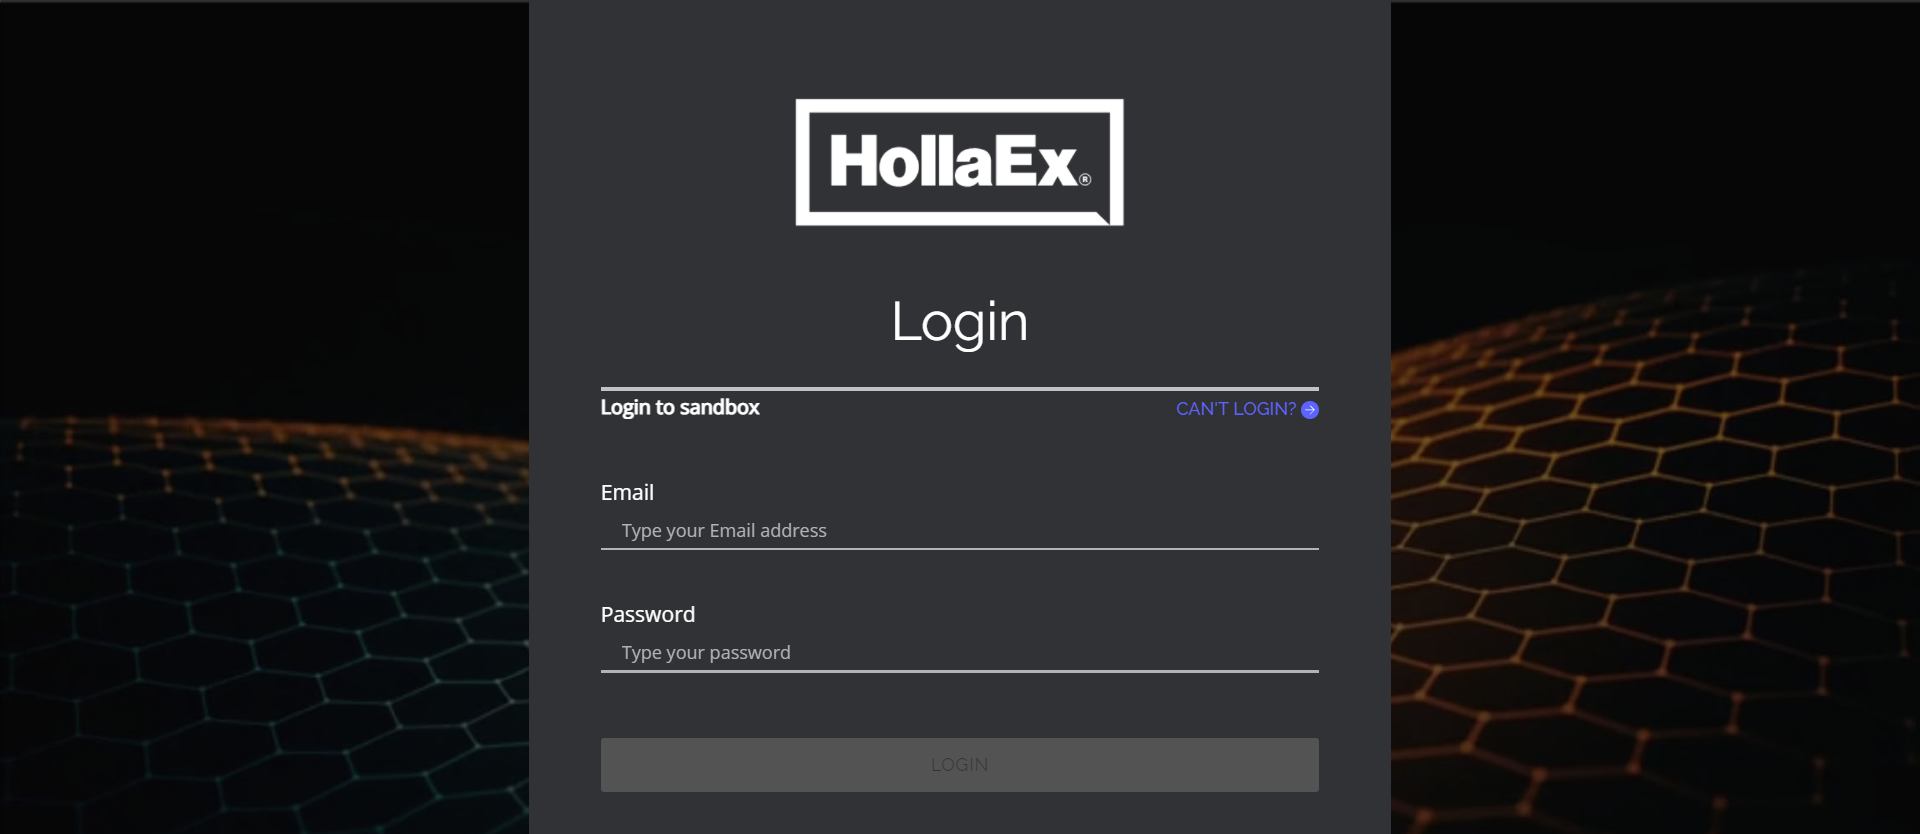 HollaEx®
Login
Login to sandbox
CAN'T LOGIN?
Email
Type your Email address
Password
Type your password
LOGIN